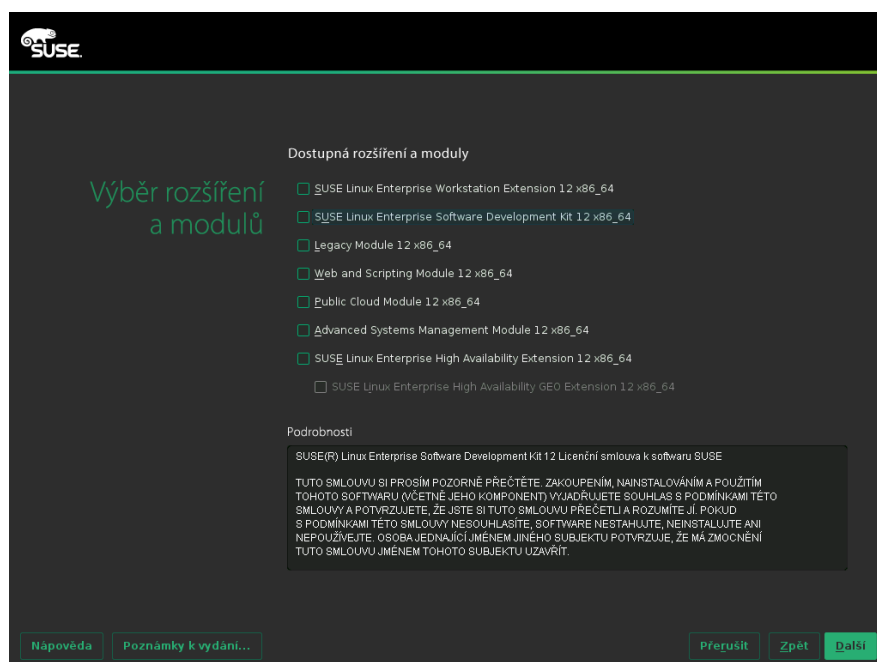 SUSE.
Dostupná rozšíření a moduly
Výběr rozšíření
a modulů
SUSE Linux Enterprise Workstation Extension 12 x86_64
SUSE Linux Enterprise Software Development Kit 12 x86_64
Legacy Module 12 x86_64
Web and Scripting Module 12 x86_64
Public Cloud Module 12 x86_64
Advanced Systems Management Module 12 x86_64
SUSE Linux Enterprise High Availability Extension 12 x86_64
SUSE Linux Enterprise High Availability GEO Extension 12 x86_64
Podrobnosti
SUSE(R) Linux Enterprise Software Development Kit 12 Licenční smlouva k softwaru SUSE
TUTO SMLOUVU SI PROSÍM POZORNĚ PŘEČTĚTE. ZAKOUPENÍM, NAINSTALOVÁNÍM A POUŽITÍM
TOHOTO SOFTWARU (VČETNĚ JEHO KOMPONENT) VYJADŘUJETE SOUHLAS S PODMÍNKAMI TÉTO
SMLOUVY A POTVRZUJETE, ŽE JSTE SI TUTO SMLOUVU PŘEČETLI A ROZUMÍTE JÍ. POKUD
S PODMÍNKAMI TÉTO SMLOUVY NESOUHLASÍTE, SOFTWARE NESTAHUJTE, NEINSTALUJTE ANI
NEPOUŽÍVEJTE. OSOBA JEDNAJÍCÍ JMÉNEM JINÉHO SUBJEKTU POTVRZUJE, ŽE MÁ ZMOCNĚNÍ
TUTO SMLOUVU JMÉNEM TOHOTO SUBJEKTU UZAVŘÍT.
Nápověda
Poznámky k vydání...
Přerušit
Zpět
Další